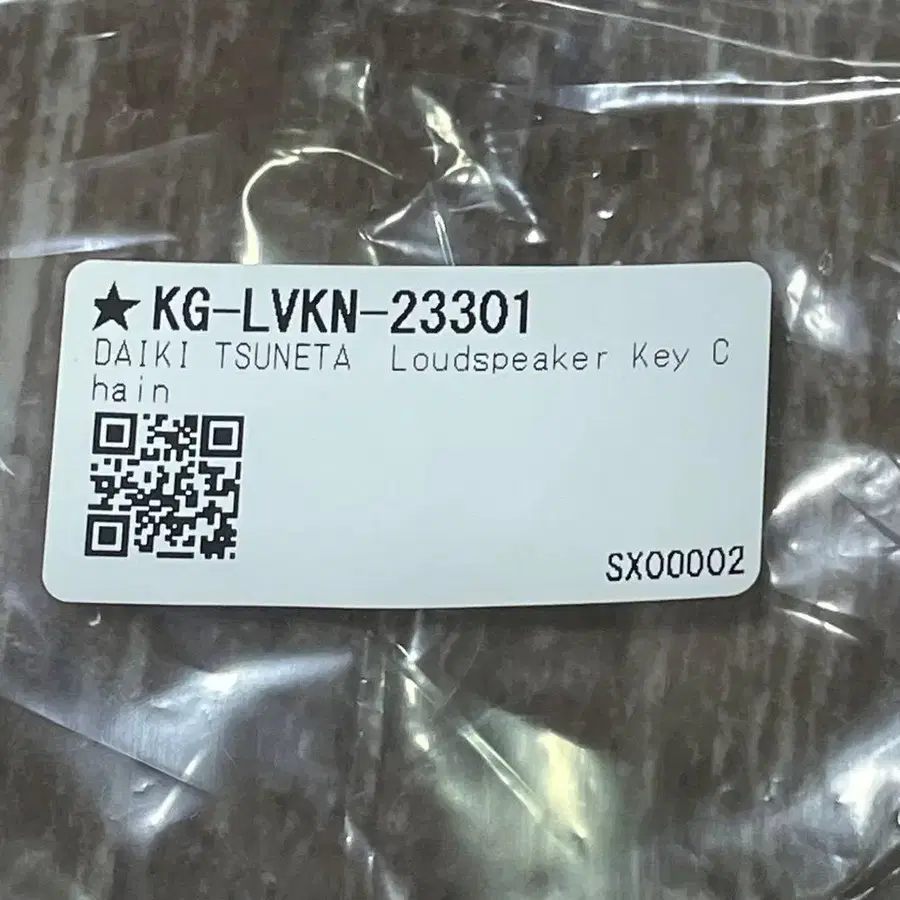 ★KG-LVKN-23301
DAIKI TSUNETA Loudspeaker Key C
hain
SX00002